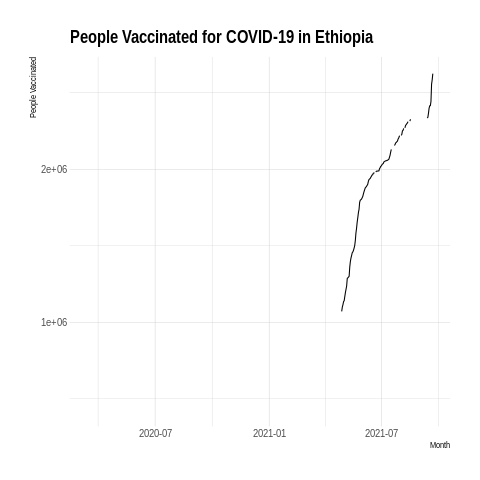 People Vaccinated for COVID-19 in Ethiopia
People Vaccinated
2e+06
1e+06
2020-07
2021-01
2021-07
Month